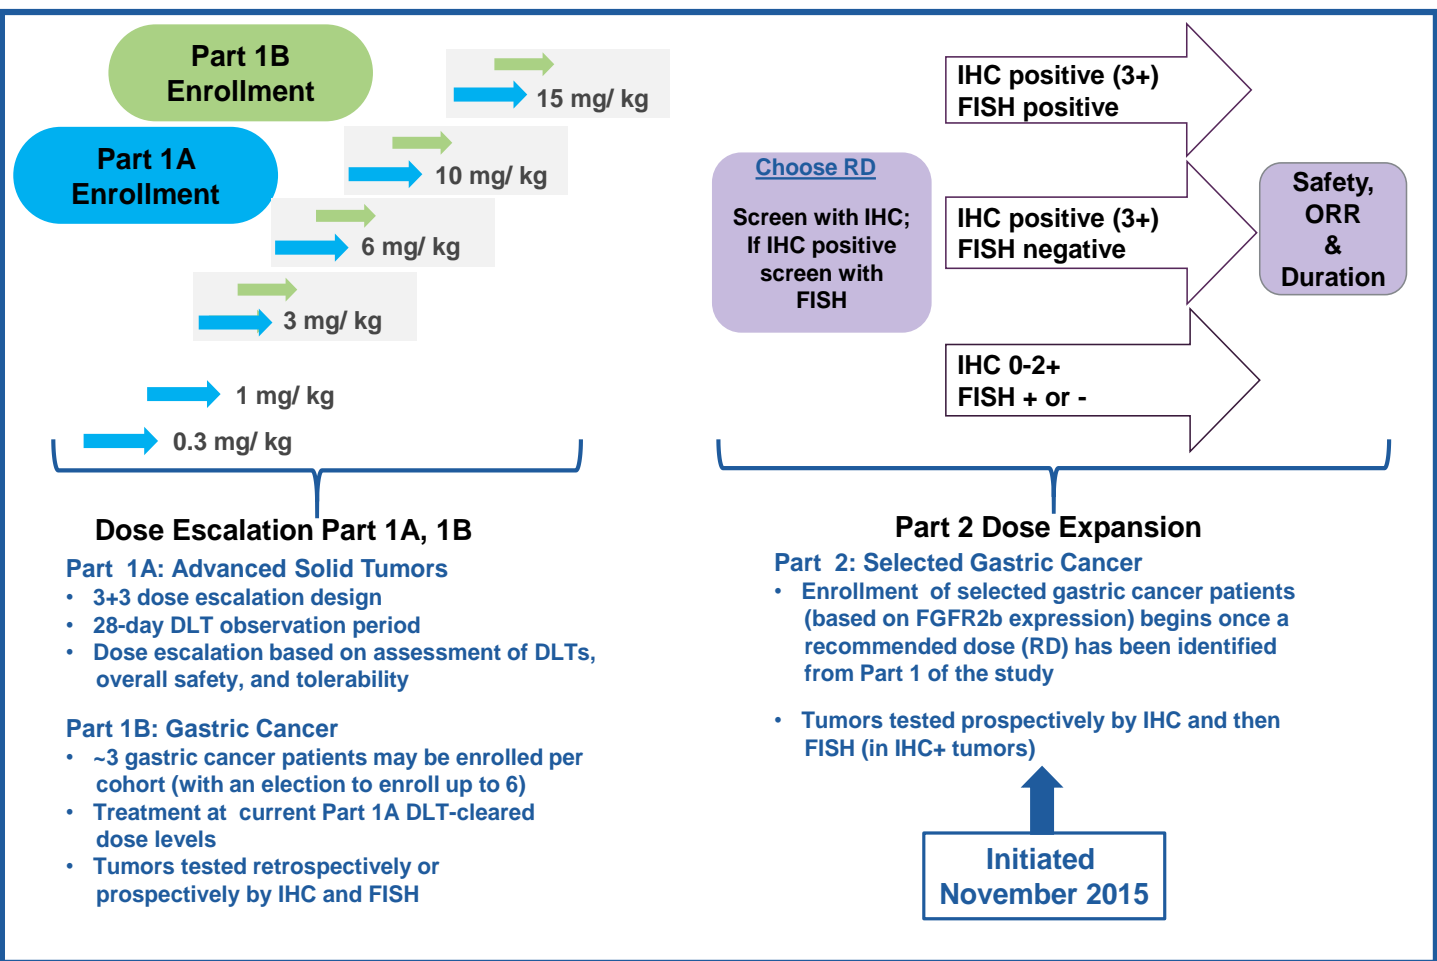 Part 1B
Enrollment
Part 1A
Enrollment
15 mg/ kg
10 mg/ kg
6 mg/ kg
3 mg/ kg
1 mg/ kg
0.3 mg/ kg
Dose Escalation Part 1A, 1B
Part 1A: Advanced Solid Tumors
• 3+3 dose escalation design
• 28-day DLT observation period
• Dose escalation based on assessment of DLTs,
overall safety, and tolerability
Part 1B: Gastric Cancer
• ~3 gastric cancer patients may be enrolled per
cohort (with an election to enroll up to 6)
• Treatment at current Part 1A DLT-cleared
dose levels
• Tumors tested retrospectively or
prospectively by IHC and FISH
Choose RD
Screen with IHC;
If IHC positive
screen with
FISH
IHC positive (3+)
FISH positive
IHC positive (3+)
FISH negative
IHC 0-2+
FISH + or -
Safety,
ORR
&
Duration
Part 2 Dose Expansion
Part 2: Selected Gastric Cancer
• Enrollment of selected gastric cancer patients
(based on FGFR2b expression) begins once a
recommended dose (RD) has been identified
from Part 1 of the study
• Tumors tested prospectively by IHC and then
FISH (in IHC+ tumors)
Initiated
November 2015